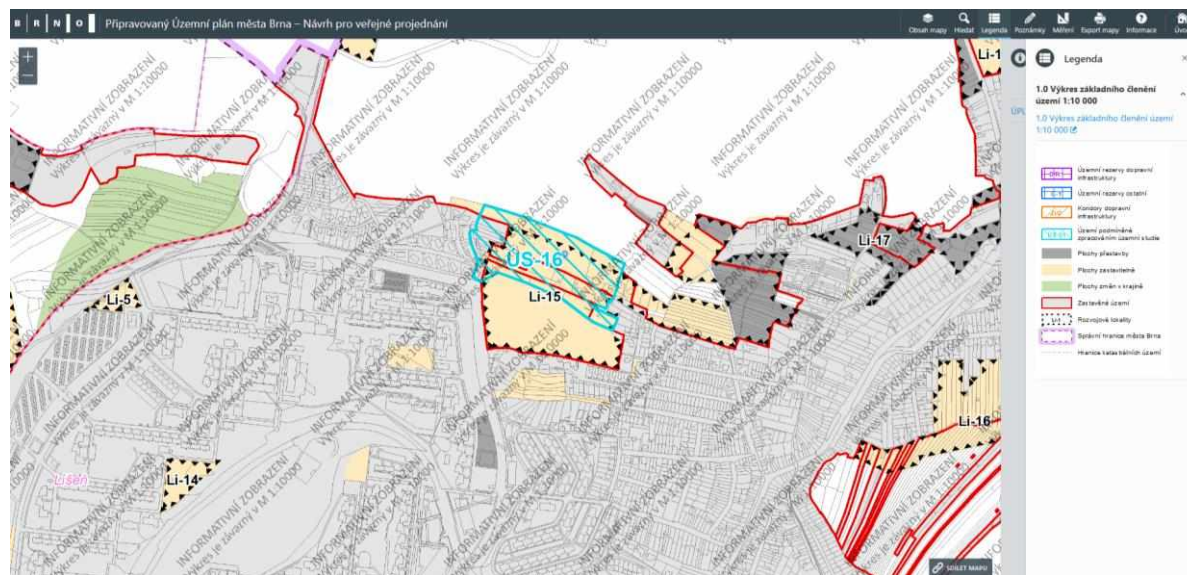 B R N O
Připravovaný Územní plán města Brna – Návrh pro veřejné projednání
Obsah mapy
Hledat
Legenda
Poznámky
Měření
Export mapy
Informace
Úvo
+
−
Legenda
1.0 Výkres základního členění
území 1:10 000
1.0 Výkres základního členění území
1:10 000
Územní rezervy dopravní
infrastruktury
Územní rezervy ostatní
Koridory dopravní
infrastruktury
Území podmíněné
zpracováním územní studie
Plochy přestavby
Plochy zastavitelné
Plochy změn v krajině
Zastavěné území
Rozvojové lokality
Správní hranice města Brna
Hranice katastrálních území
INFORMATIVNÍ ZOBRAZENÍ
Výkres je závazný v M 1:10000
Li-1
Li-17
ÚS-16
Li-15
Li-5
Li-16
Li-14
Líšeň
SDÍLET MAPU